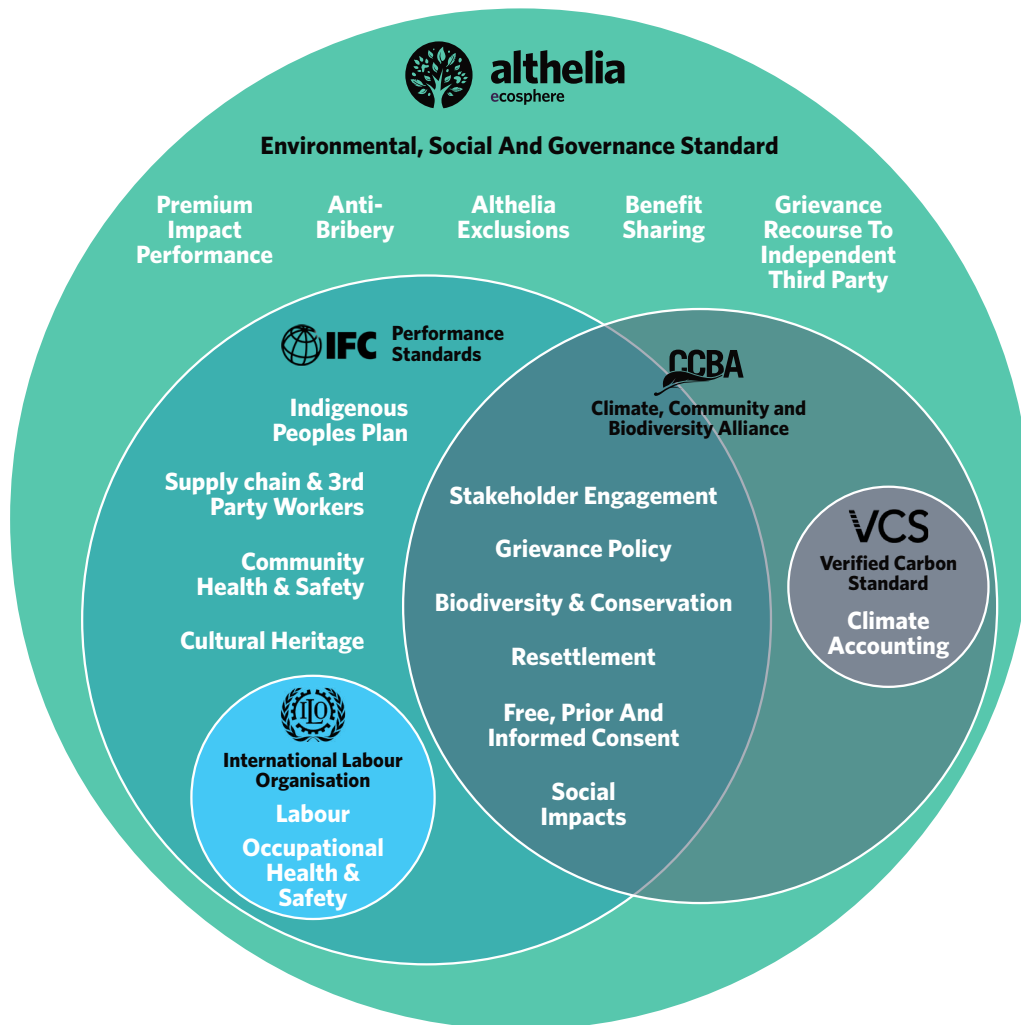 althelia
ecosphere
Environmental, Social And Governance Standard
Premium
Impact
Performance
Anti-
Bribery
Althelia
Exclusions
Benefit
Sharing
Grievance
Recourse To
Independent
Third Party
IFC
Performance
Standards
Indigenous
Peoples Plan
Supply chain & 3rd
Party Workers
Community
Health & Safety
Cultural Heritage
ILO
International Labour
Organisation
Labour
Occupational
Health &
Safety
CCBA
Climate, Community and
Biodiversity Alliance
Stakeholder Engagement
Grievance Policy
Biodiversity & Conservation
Resettlement
Free, Prior And
Informed Consent
Social
Impacts
VCS
Verified Carbon
Standard
Climate
Accounting